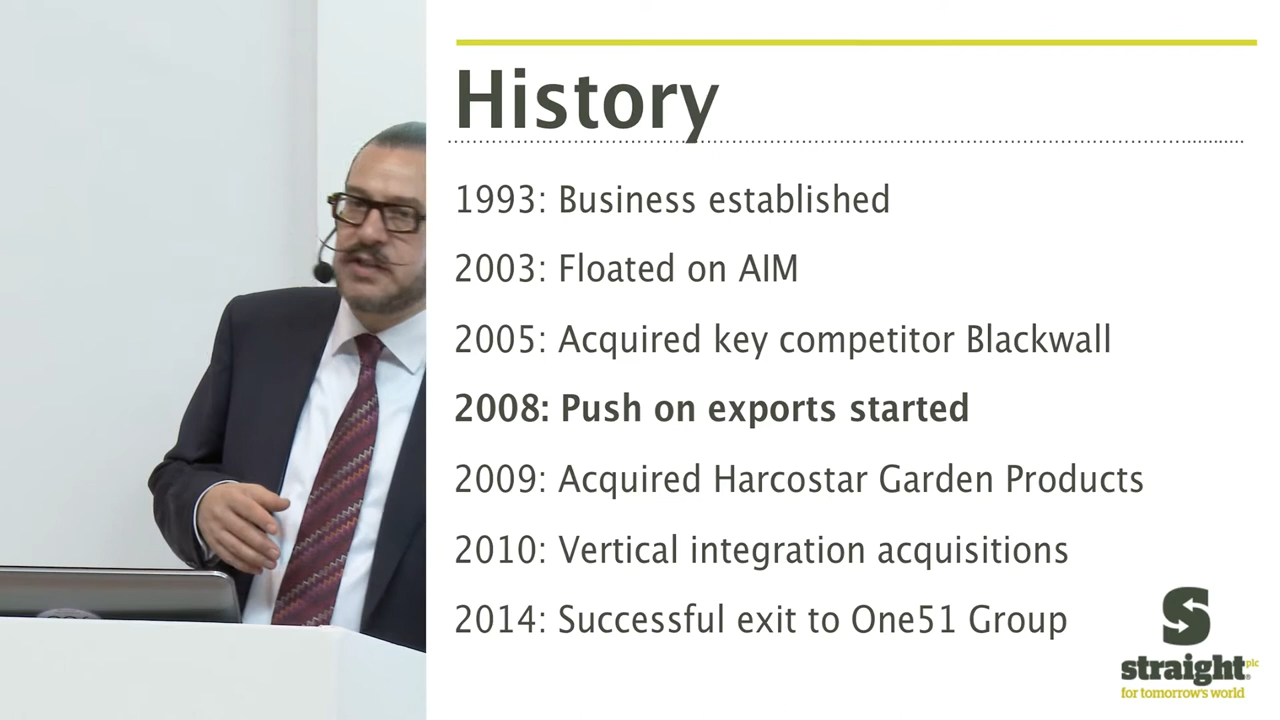 History
1993: Business established
2003: Floated on AIM
2005: Acquired key competitor Blackwall
2008: Push on exports started
2009: Acquired Harcostar Garden Products
2010: Vertical integration acquisitions
2014: Successful exit to One51 Group
straight plc
for tomorrow's world